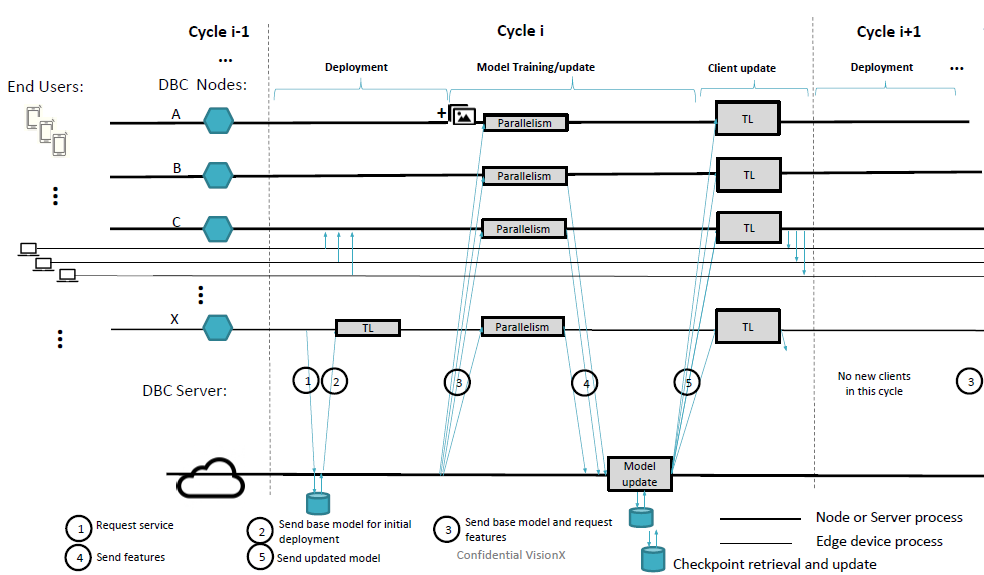 Cycle i-1
Cycle i
Cycle i+1
...
Deployment
Model Training/update
Client update
Deployment
...
End Users:
DBC Nodes:
A
+
Parallelism
TL
B
Parallelism
TL
C
Parallelism
TL
X
TL
Parallelism
TL
1
2
3
4
5
No new clients
in this cycle
3
DBC Server:
Model
update
1 Request service
2 Send base model for initial
deployment
3 Send base model and request
features
4 Send features
5 Send updated model
Confidential VisionX
Node or Server process
Edge device process
Checkpoint retrieval and update